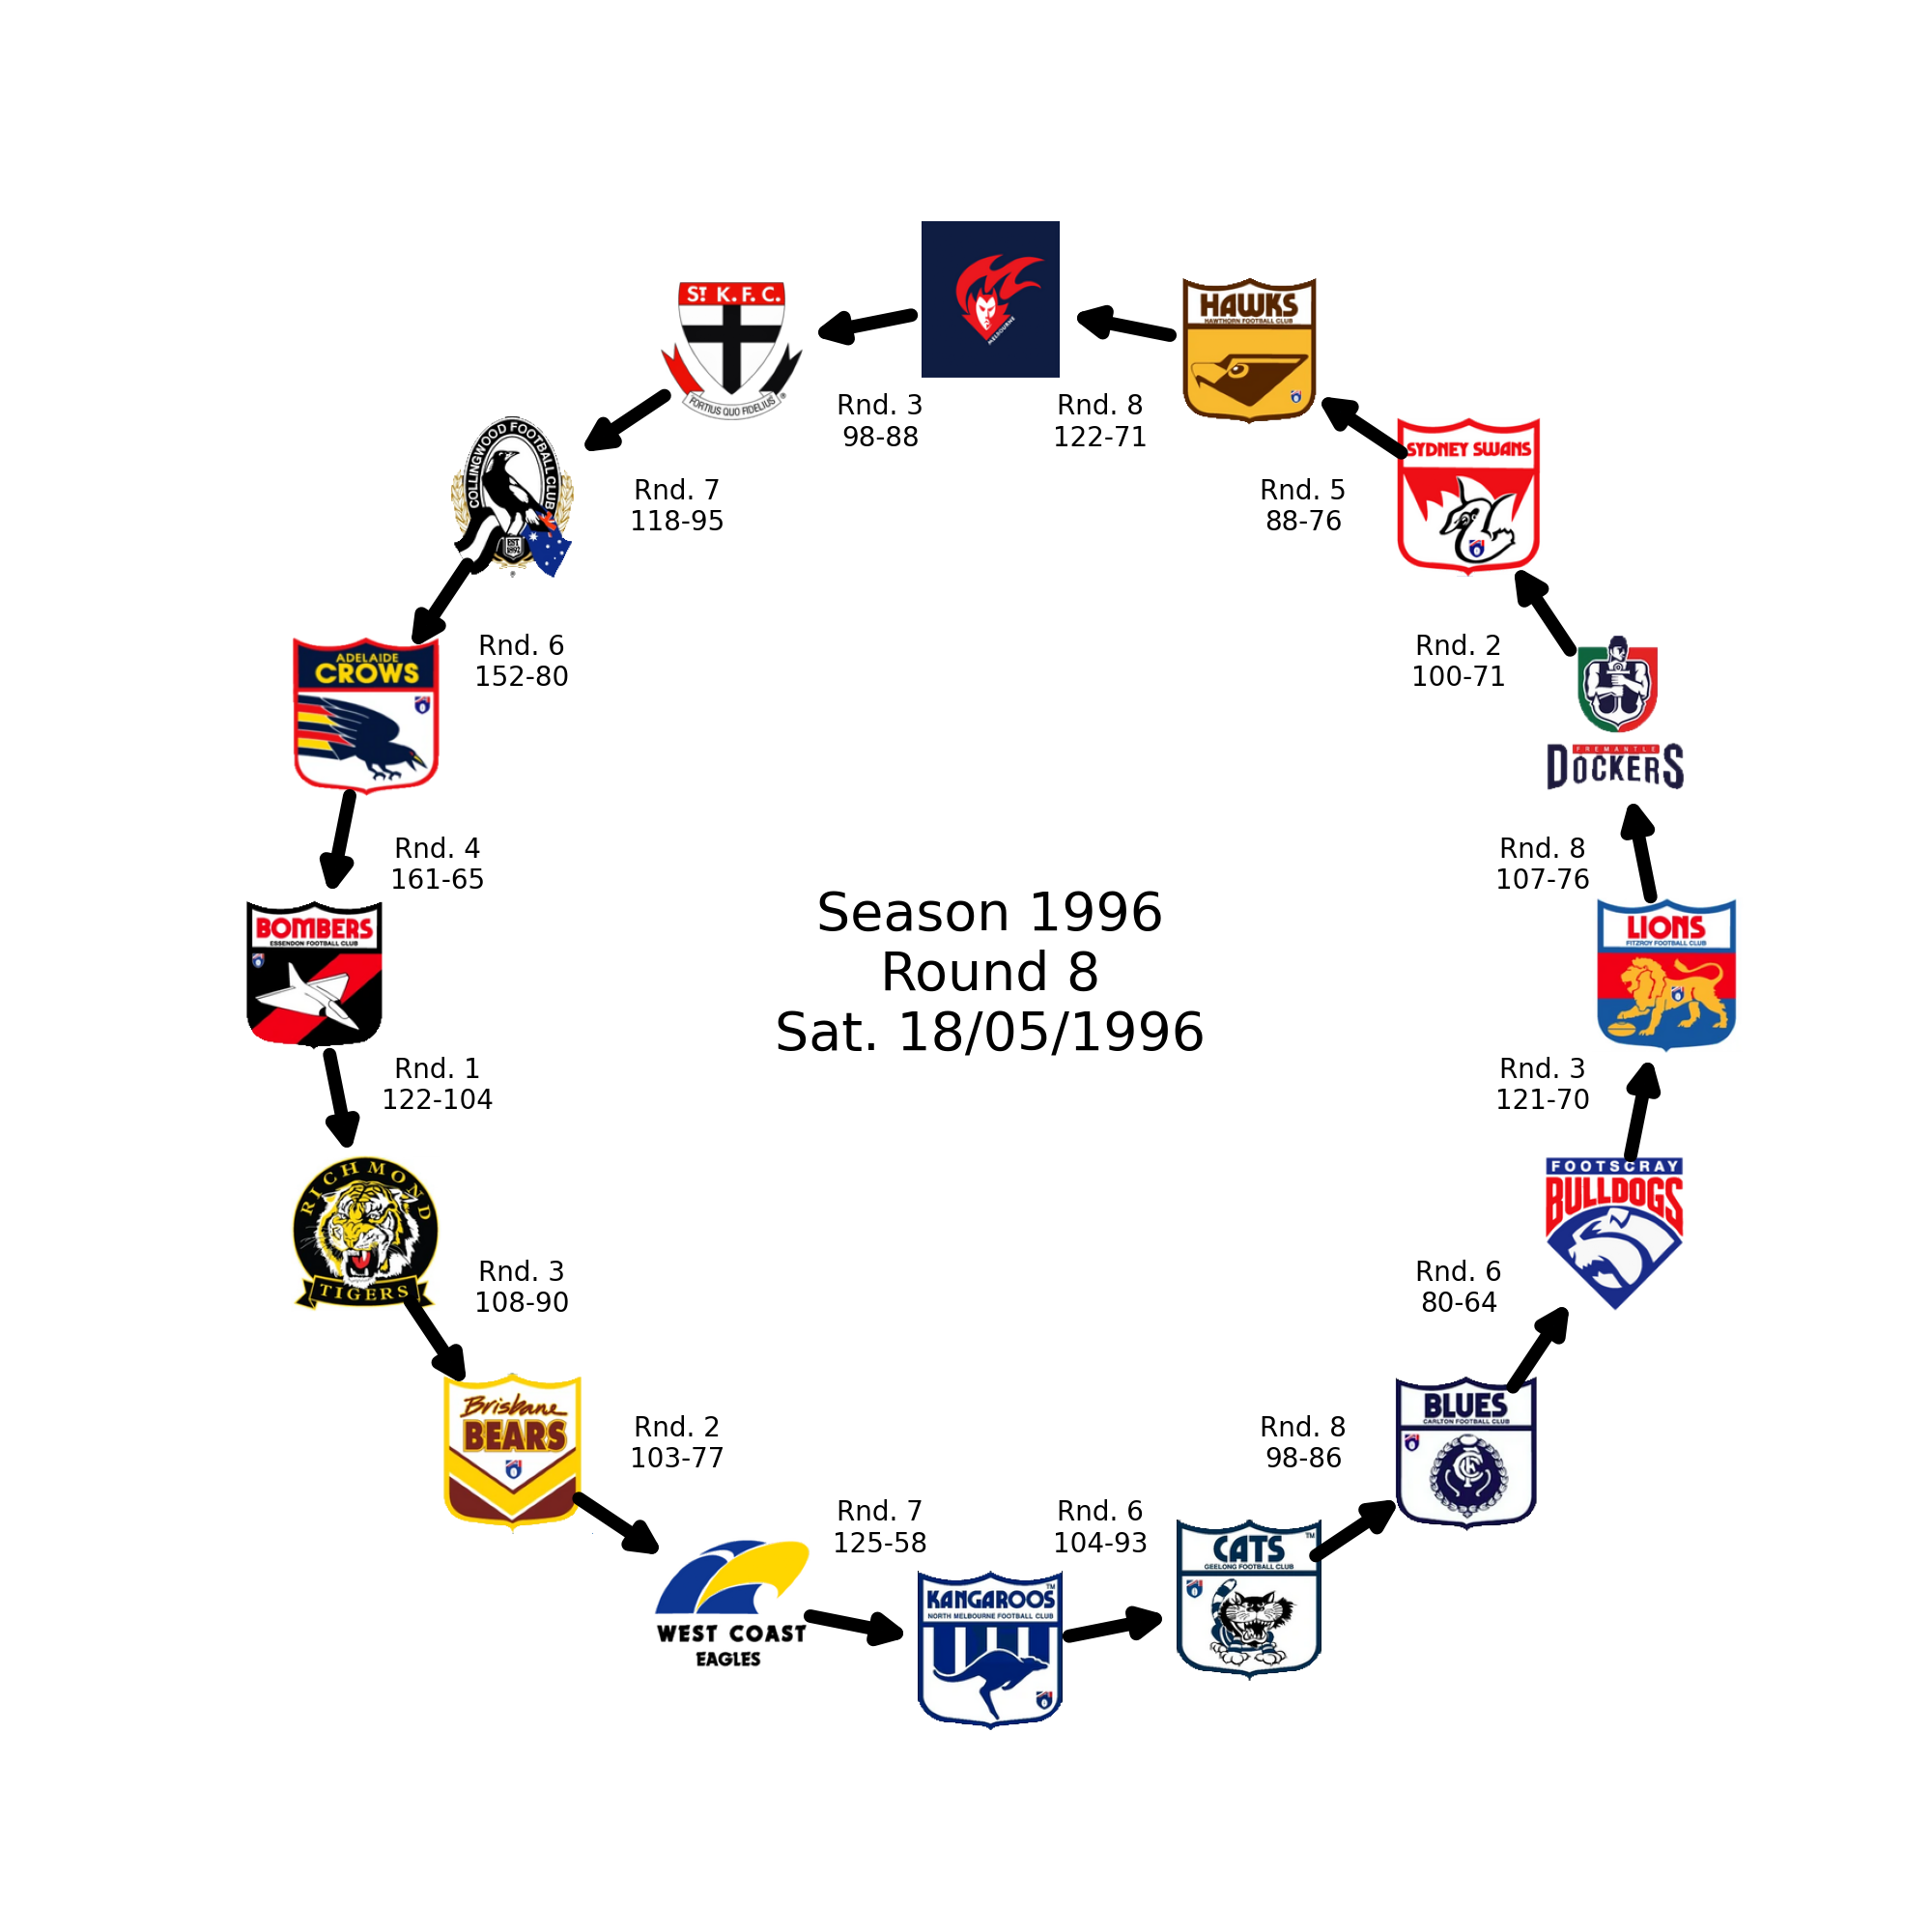 ST K.F.C.
FORTIUS QUO FIDELIUS
®
MELBOURNE
HAWKS
HAWTHORN FOOTBALL CLUB
Rnd. 3
98-88
Rnd. 8
122-71
COLLINGWOOD FOOTBALL CLUB
EST
1892
®
SYDNEY SWANS
Rnd. 7
118-95
Rnd. 5
88-76
ADELAIDE
CROWS
Rnd. 6
152-80
Rnd. 2
100-71
FREMANTLE
DOCKERS
Rnd. 4
161-65
Rnd. 8
107-76
BOMBERS
ESSENDON FOOTBALL CLUB
Season 1996
Round 8
Sat. 18/05/1996
LIONS
FITZROY FOOTBALL CLUB
Rnd. 1
122-104
Rnd. 3
121-70
RICHMOND
TIGERS
FOOTSCRAY
BULLDOGS
Rnd. 3
108-90
Rnd. 6
80-64
Brisbane
BEARS
Rnd. 2
103-77
Rnd. 8
98-86
BLUES
CARLTON FOOTBALL CLUB
CFC
Rnd. 7
125-58
Rnd. 6
104-93
WEST COAST
EAGLES
KANGAROOS
TM
NORTH MELBOURNE FOOTBALL CLUB
CATS
TM
GEELONG FOOTBALL CLUB